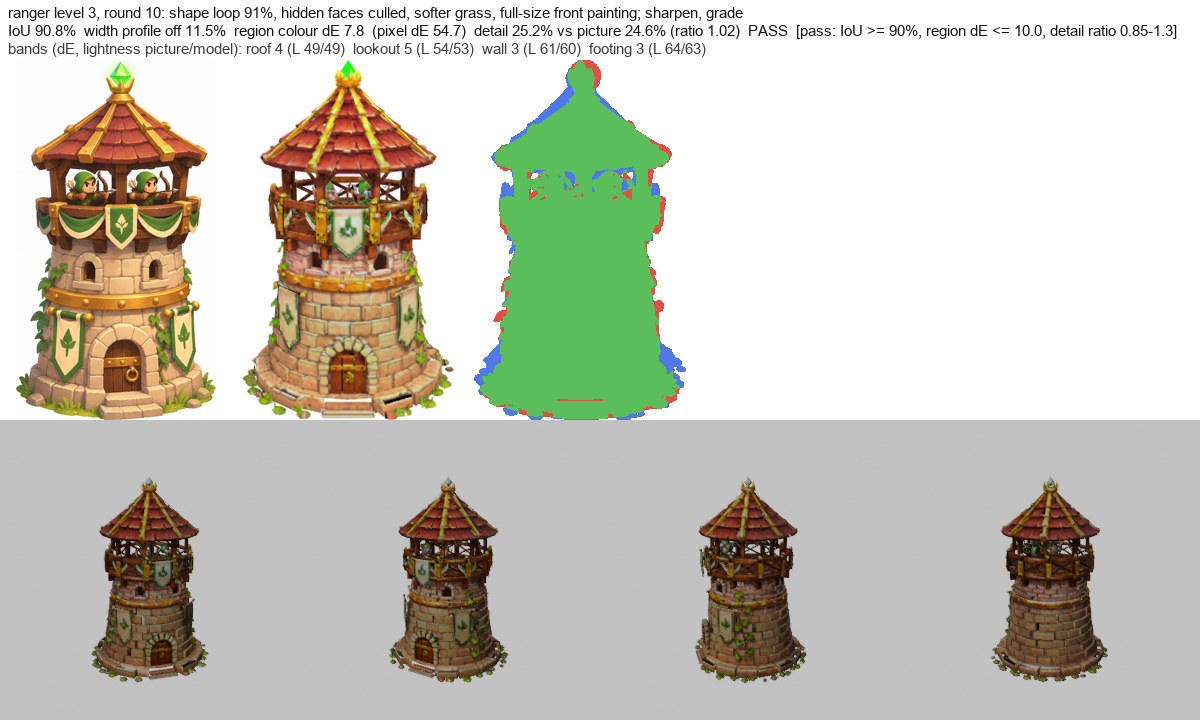 ranger level 3, round 10: shape loop 91%, hidden faces culled, softer grass, full-size front painting; sharpen, grade
IoU 90.8%  width profile off 11.5%  region colour dE 7.8  (pixel dE 54.7)  detail 25.2% vs picture 24.6% (ratio 1.02)  PASS  [pass: IoU >= 90%, region dE <= 10.0, detail ratio 0.85-1.3]
bands (dE, lightness picture/model): roof 4 (L 49/49)  lookout 5 (L 54/53)  wall 3 (L 61/60)  footing 3 (L 64/63)